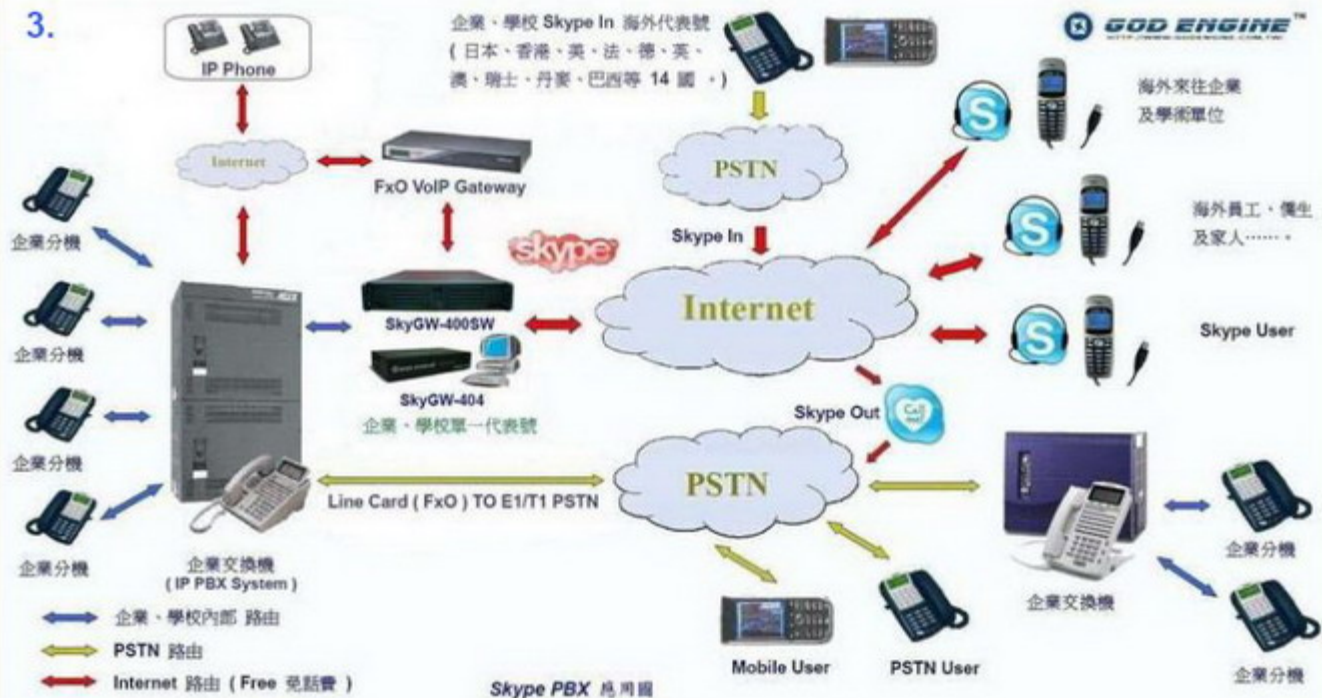 3.
IP Phone
企業、學校 Skype In 海外代表號
( 日本、香港、美、法、德、英、
澳、瑞士、丹麥、巴西等 14 國 。)
GOD ENGINE™
HTTP://WWW.GODENGINE.COM.TW/
海外來往企業
及學術單位
Internet
FxO VoIP Gateway
PSTN
企業分機
Skype In
海外員工、僑生
及家人……。
skype
企業分機
SkyGW-400SW
Internet
Skype User
SkyGW-404
企業、學校單一代表號
Skype Out
Call
企業分機
PSTN
Line Card ( FxO ) TO E1/T1 PSTN
企業分機
企業交換機
( IP PBX System )
企業分機
企業交換機
企業、學校內部 路由
PSTN 路由
Mobile User
PSTN User
企業分機
Internet 路由 ( Free 免話費 )
Skype PBX 應用圖